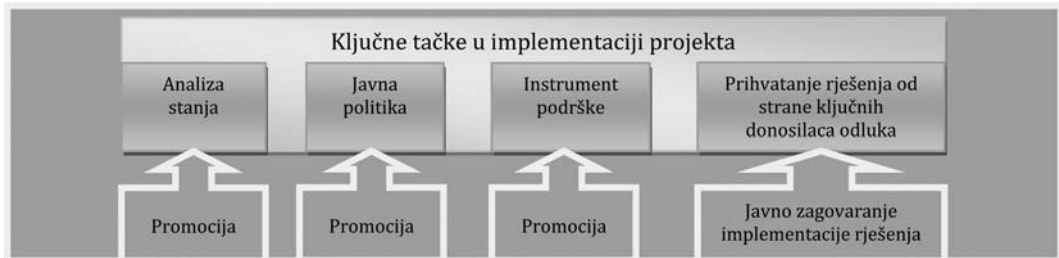 Ključne tačke u implementaciji projekta
Analiza
stanja
Javna
politika
Instrument
podrške
Prihvatanje rješenja od
strane ključnih
donosilaca odluka
Promocija
Promocija
Promocija
Javno zagovaranje
implementacije rješenja